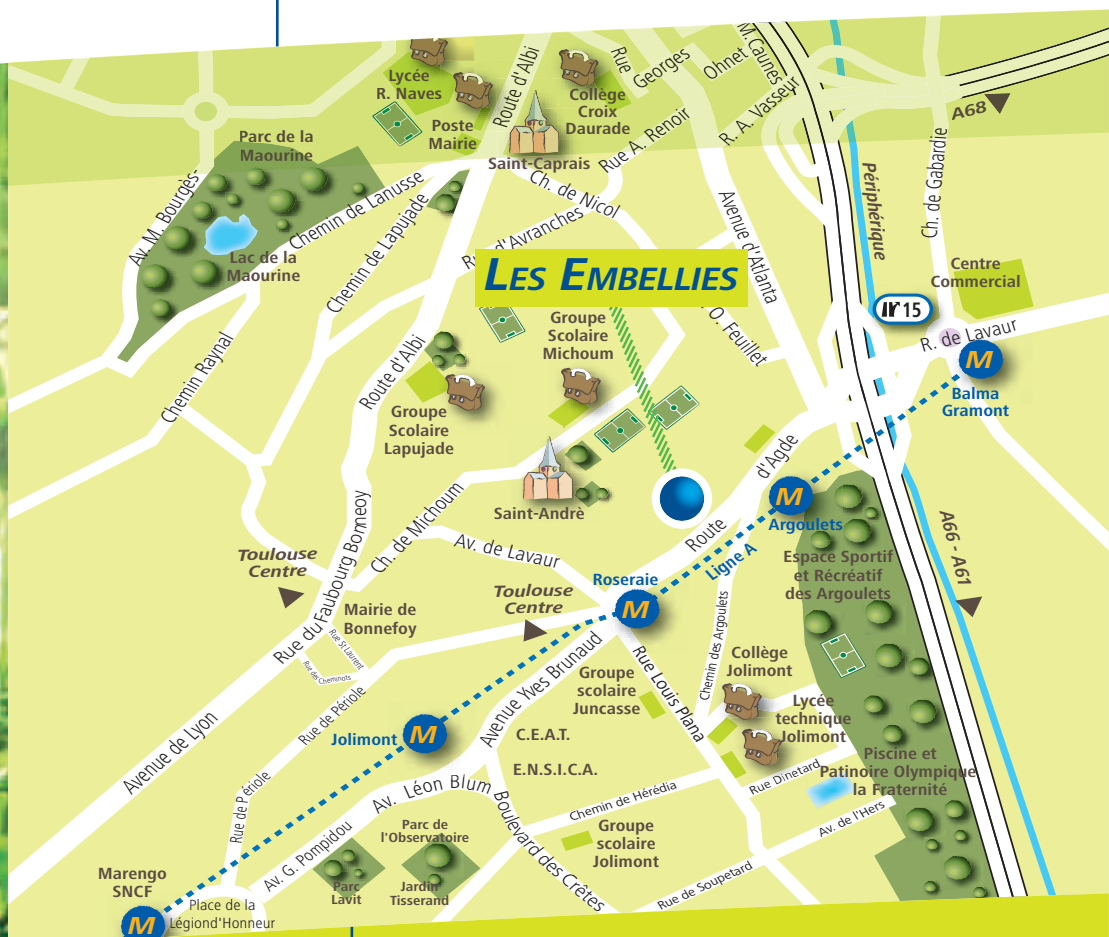 Lycée
R. Naves
Poste
Mairie
Route d'Albi
Collège
Croix
Daurade
Saint-Caprais
Rue
Georges
Ohnet
M.Caunes
R. A. Vasseur
Rue A. Renoir
A68
Ch. de Gabardie
Périphérique
Parc de la
Maourine
Av. M. Bourgès
Lac de la
Maourine
Chemin de Lanusse
Chemin de Lapujade
Ch. de Nicol
d'Avranches
Avenue d'Atlanta
LES EMBELLIES
Centre
Commercial
15
R. de Lavaur
M
Balma
Gramont
O. Feuillet
Groupe
Scolaire
Michoum
Chemin Raynal
Route d'Albi
Groupe
Scolaire
Lapujade
Saint-Andrè
Route
d'Agde
M
Argoulets
Ligne A
Espace Sportif
et Récréatif
des Argoulets
A66 - A61
Ch. de Michoum
Av. de Lavaur
Toulouse
Centre
Toulouse
Centre
Roseraie
M
Rue du Faubourg Bonneoy
Mairie de
Bonnefoy
Rue St Laurent
Rue des Cheminots
Rue de Périole
Avenue de Lyon
Jolimont
M
Avenue Yves Brunaud
Groupe
scolaire
Juncasse
Rue Louis Plana
Chemin des Argoulets
Collège
Jolimont
Lycée
technique
Jolimont
C.E.A.T.
E.N.S.I.C.A.
Piscine et
Patinoire Olympique
la Fraternité
Rue Dinetard
Av. de l'Hers
Chemin de Hérédia
Rue de Périole
Av. Léon Blum
Boulevard des Crêtes
Groupe
scolaire
Jolimont
Rue de Soupetard
Av. G. Pompidou
Parc de
l'Observatoire
Parc
Lavit
Jardin
Tisserand
Marengo
SNCF
M
Place de la
Légiond'Honneur